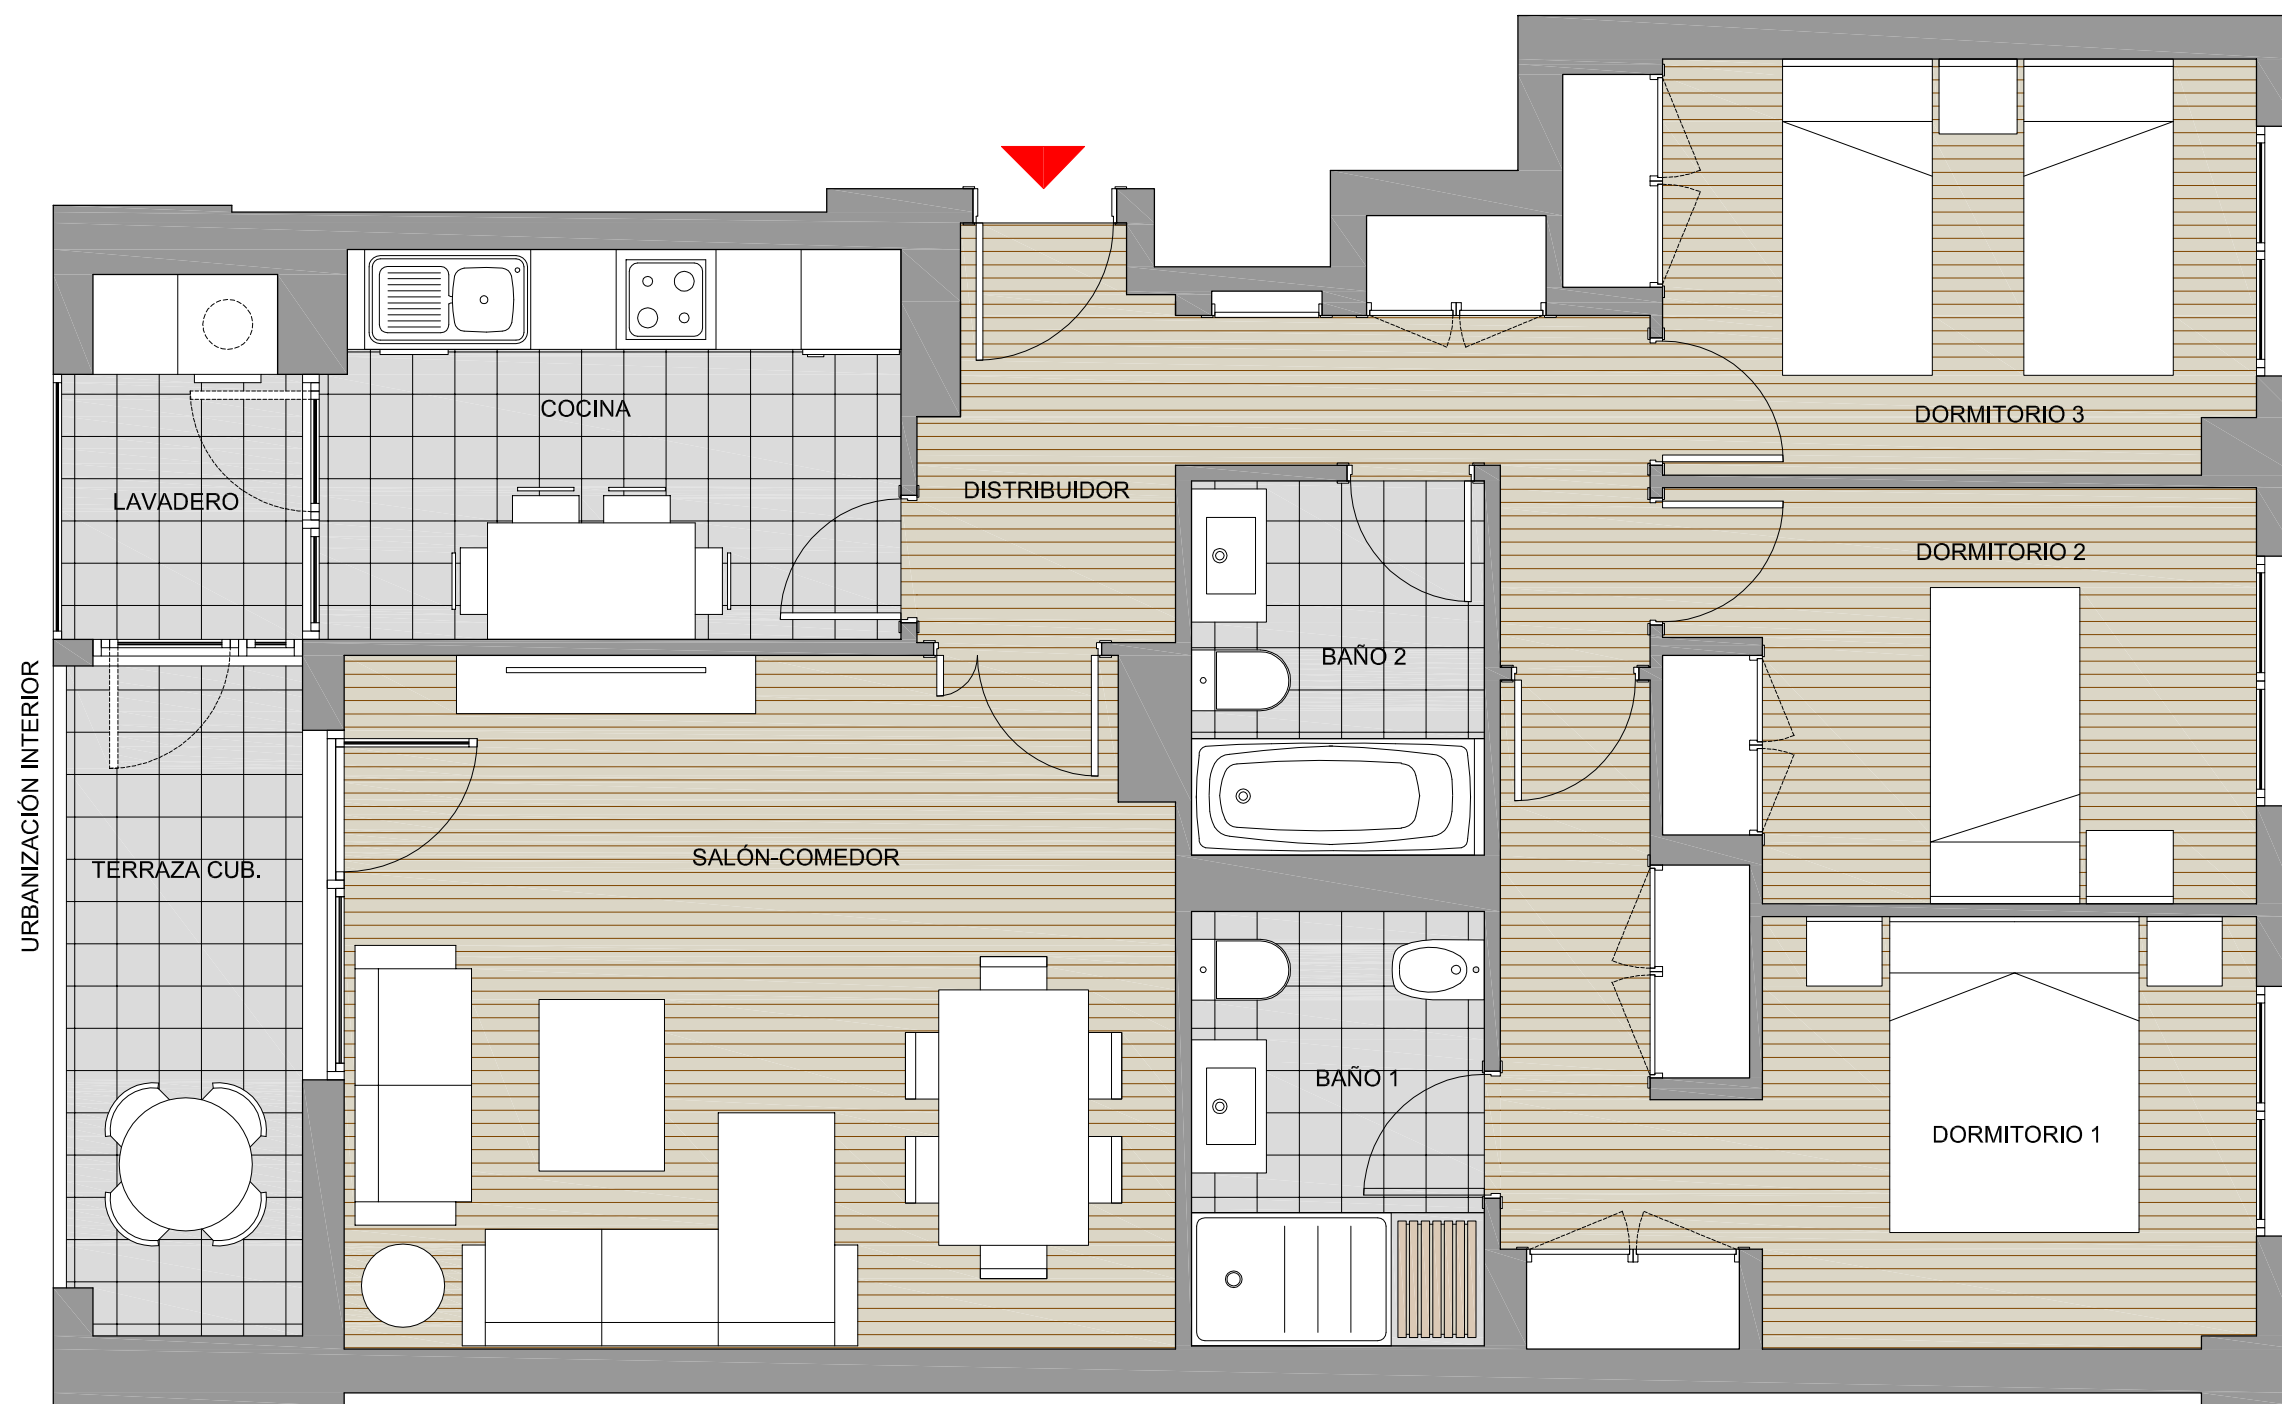 COCINA
DORMITORIO 3
LAVADERO
DISTRIBUIDOR
DORMITORIO 2
BAÑO 2
URBANIZACIÓN INTERIOR
TERRAZA CUB.
SALÓN-COMEDOR
BAÑO 1
DORMITORIO 1